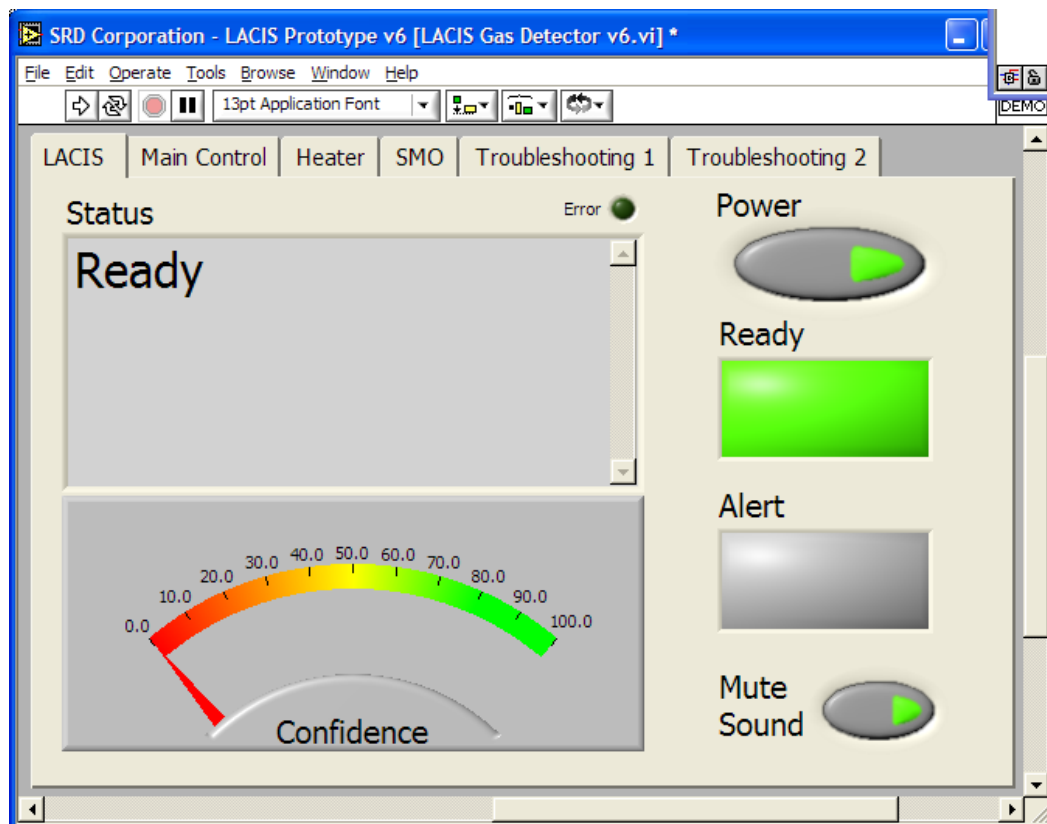 SRD Corporation - LACIS Prototype v6 [LACIS Gas Detector v6.vi] *
File Edit Operate Tools Browse Window Help
13pt Application Font
DEMO
LACIS Main Control Heater SMO Troubleshooting 1 Troubleshooting 2
Status
Error
Power
Ready
Ready
Alert
0.0 10.0 20.0 30.0 40.0 50.0 60.0 70.0 80.0 90.0 100.0
Confidence
Mute
Sound